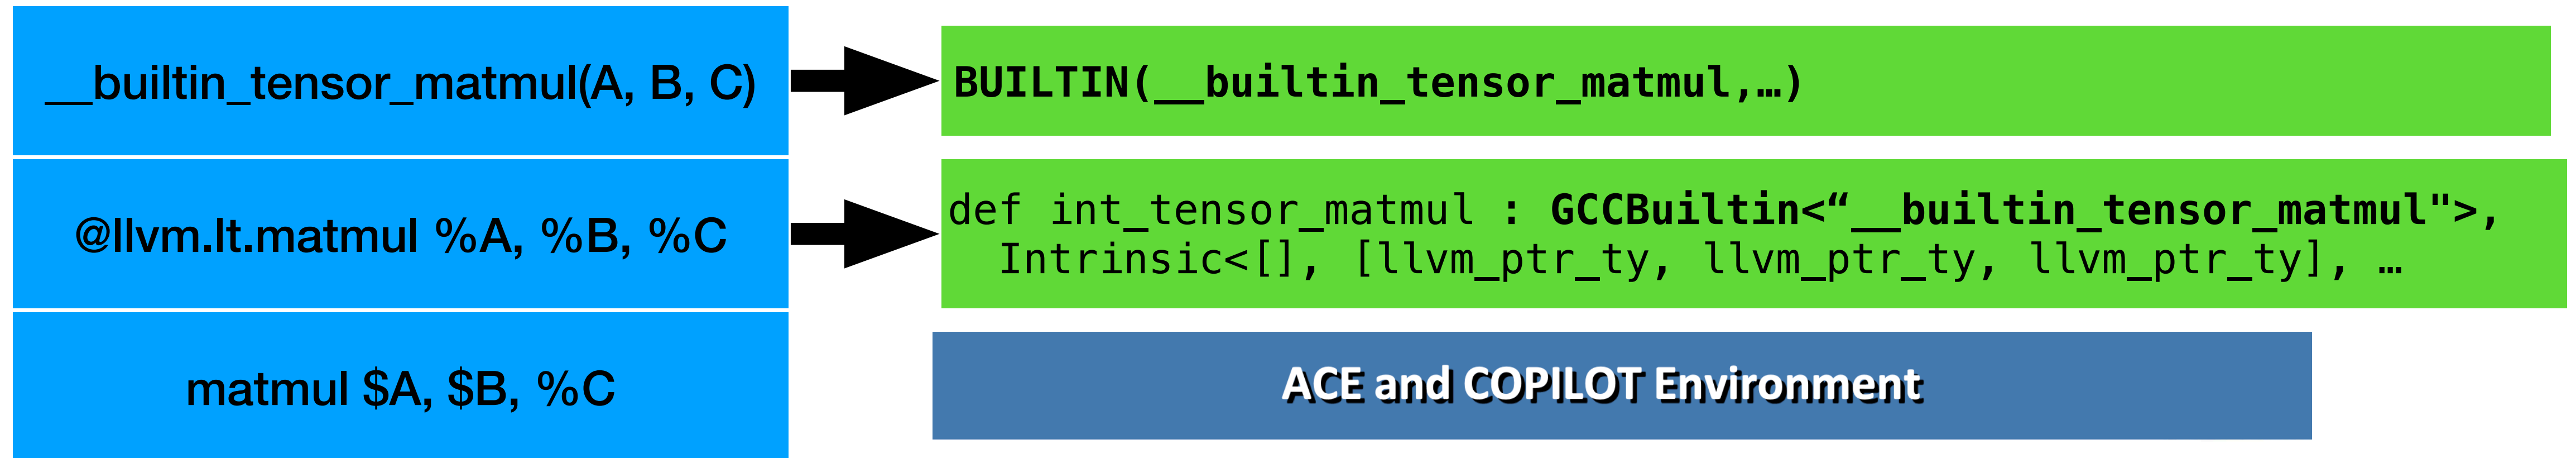 __builtin_tensor_matmul(A, B, C)
BUILTIN(__builtin_tensor_matmul,…)
@llvm.lt.matmul %A, %B, %C
def int_tensor_matmul : GCCBuiltin<“__builtin_tensor_matmul">,
Intrinsic<[], [llvm_ptr_ty, llvm_ptr_ty, llvm_ptr_ty], …
matmul $A, $B, %C
ACE and COPILOT Environment